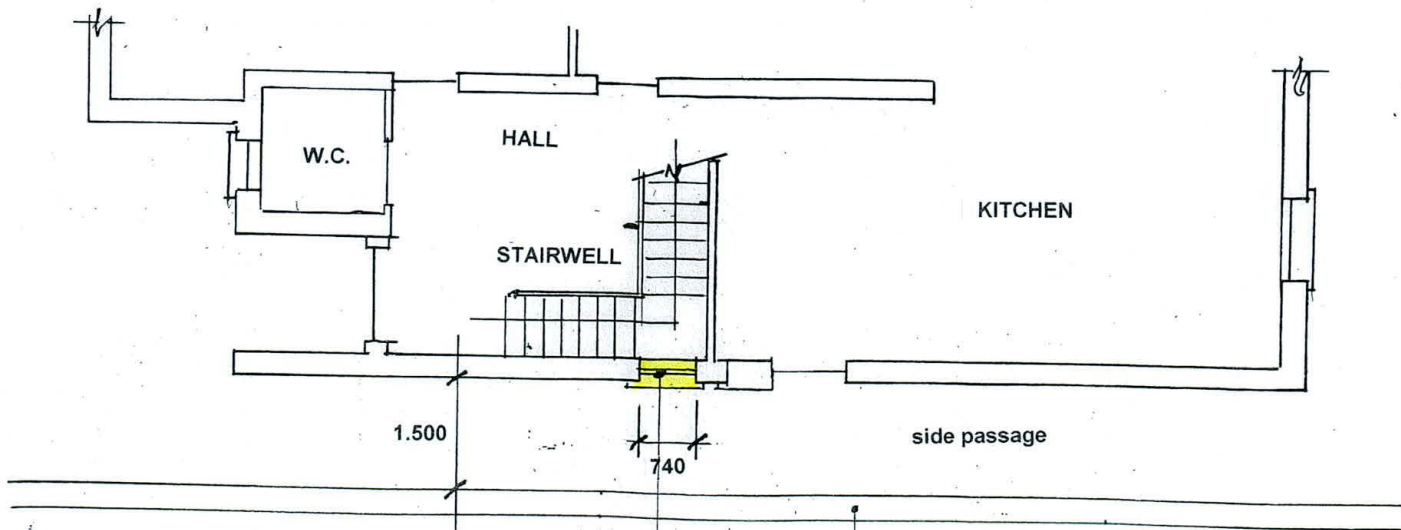 HALL
W.C.
KITCHEN
STAIRWELL
1.500
side passage
740